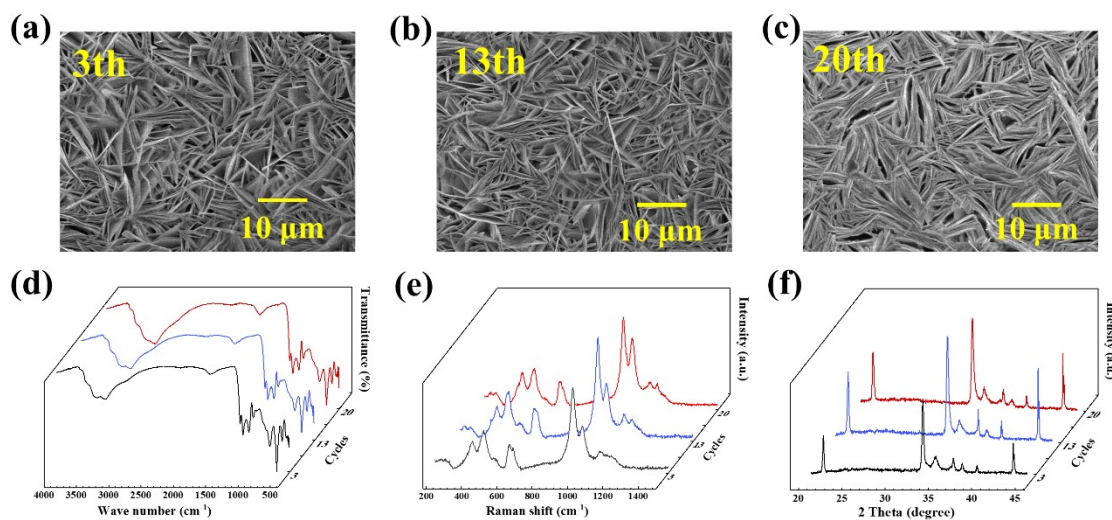 (a)
3th
10 μm
(b)
13th
10 μm
(c)
20th
10 μm
(d)
Transmittance (%)
20
13
3
Cycles
4000 3500 3000 2500 2000 1500 1000 500
Wave number (cm⁻¹)
(e)
Intensity (a.u.)
20
13
3
Cycles
200 400 600 800 1000 1200 1400
Raman shift (cm⁻¹)
(f)
Intensity (a.u.)
20
13
3
Cycles
20 25 30 35 40 45
2 Theta (degree)